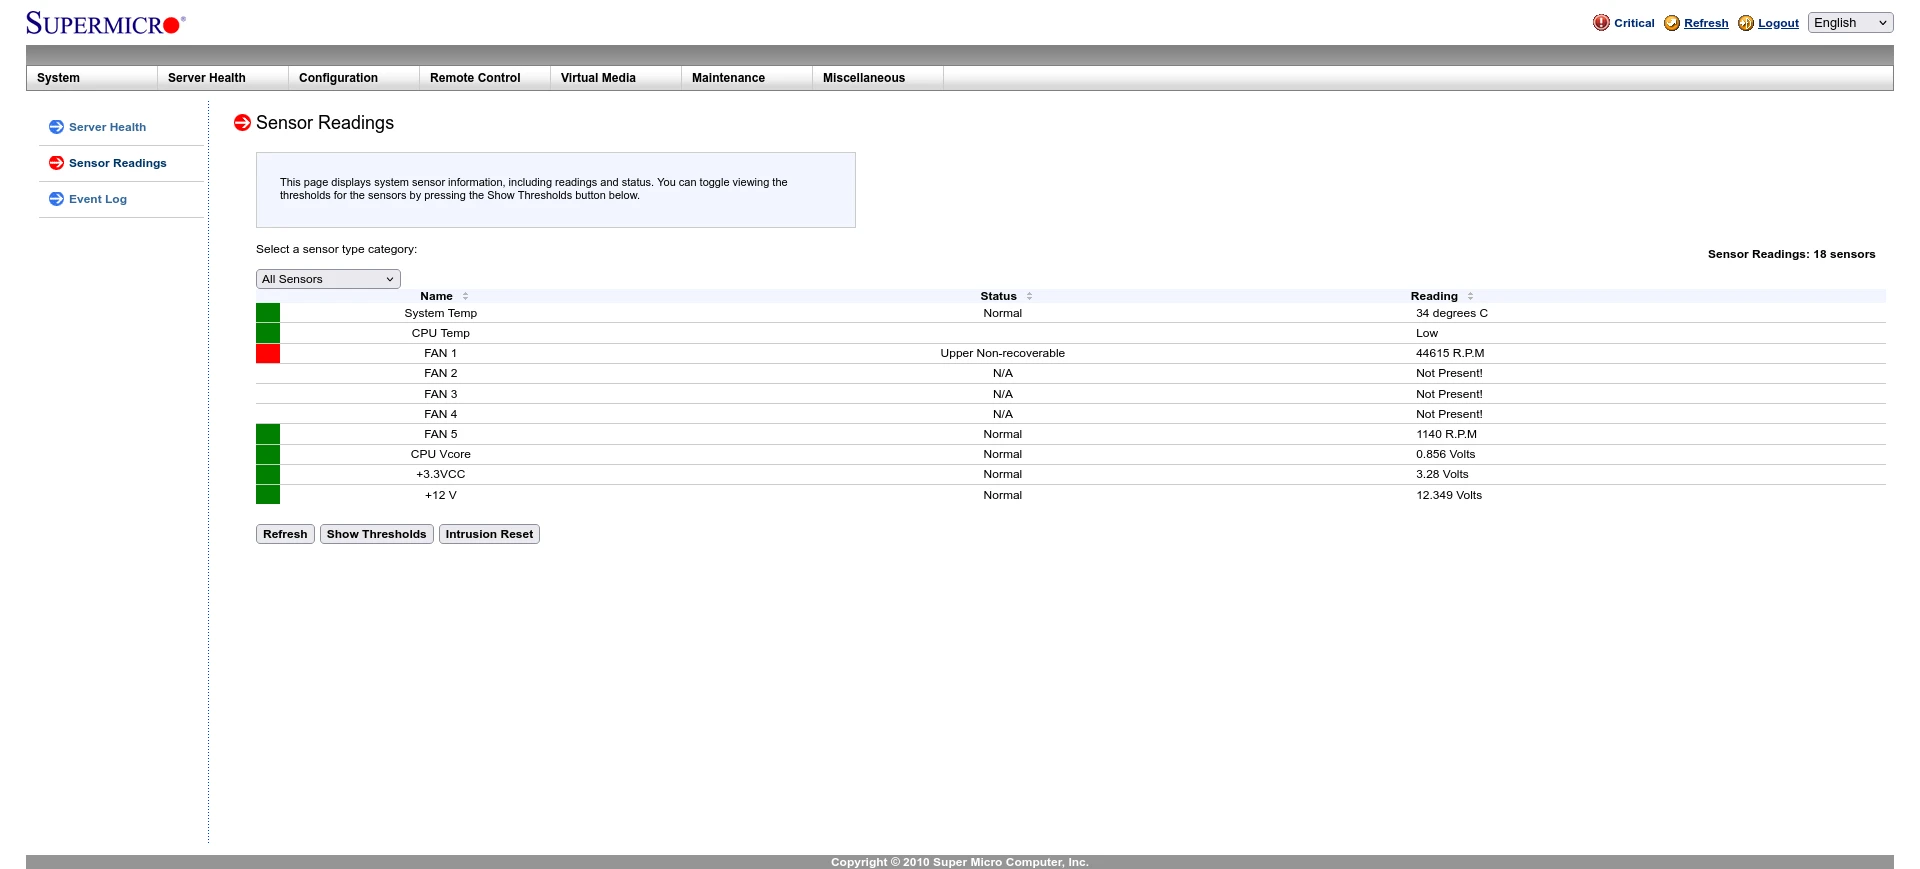 SUPERMICRO®
Critical Refresh Logout English
System Server Health Configuration Remote Control Virtual Media Maintenance Miscellaneous
Server Health
Sensor Readings
Event Log
Sensor Readings
This page displays system sensor information, including readings and status. You can toggle viewing the
thresholds for the sensors by pressing the Show Thresholds button below.
Select a sensor type category:
Sensor Readings: 18 sensors
All Sensors
Name Status Reading
System Temp Normal 34 degrees C
CPU Temp Low
FAN 1 Upper Non-recoverable 44615 R.P.M
FAN 2 N/A Not Present!
FAN 3 N/A Not Present!
FAN 4 N/A Not Present!
FAN 5 Normal 1140 R.P.M
CPU Vcore Normal 0.856 Volts
+3.3VCC Normal 3.28 Volts
+12 V Normal 12.349 Volts
Refresh Show Thresholds Intrusion Reset
Copyright © 2010 Super Micro Computer, Inc.